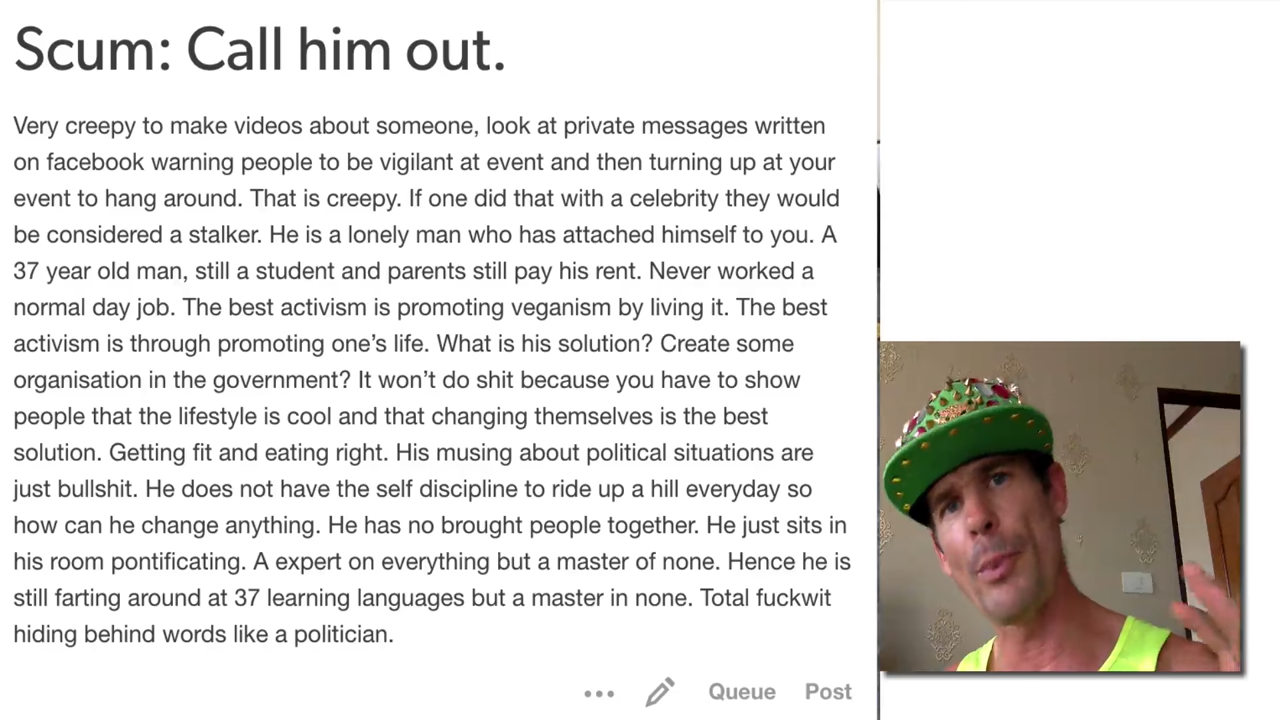 Scum: Call him out.
Very creepy to make videos about someone, look at private messages written
on facebook warning people to be vigilant at event and then turning up at your
event to hang around. That is creepy. If one did that with a celebrity they would
be considered a stalker. He is a lonely man who has attached himself to you. A
37 year old man, still a student and parents still pay his rent. Never worked a
normal day job. The best activism is promoting veganism by living it. The best
activism is through promoting one’s life. What is his solution? Create some
organisation in the government? It won’t do shit because you have to show
people that the lifestyle is cool and that changing themselves is the best
solution. Getting fit and eating right. His musing about political situations are
just bullshit. He does not have the self discipline to ride up a hill everyday so
how can he change anything. He has no brought people together. He just sits in
his room pontificating. A expert on everything but a master of none. Hence he is
still farting around at 37 learning languages but a master in none. Total fuckwit
hiding behind words like a politician.
Queue Post